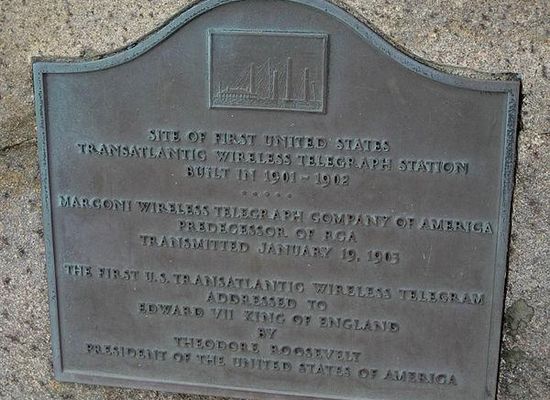 SITE OF FIRST UNITED STATES
TRANSATLANTIC WIRELESS TELEGRAPH STATION
BUILT IN 1901-1902
* * * * *
MARCONI WIRELESS TELEGRAPH COMPANY OF AMERICA
PREDECESSOR OF RCA
TRANSMITTED JANUARY 19, 1903
THE FIRST U.S. TRANSATLANTIC WIRELESS TELEGRAM
ADDRESSED TO
EDWARD VII KING OF ENGLAND
BY
THEODORE ROOSEVELT
PRESIDENT OF THE UNITED STATES OF AMERICA